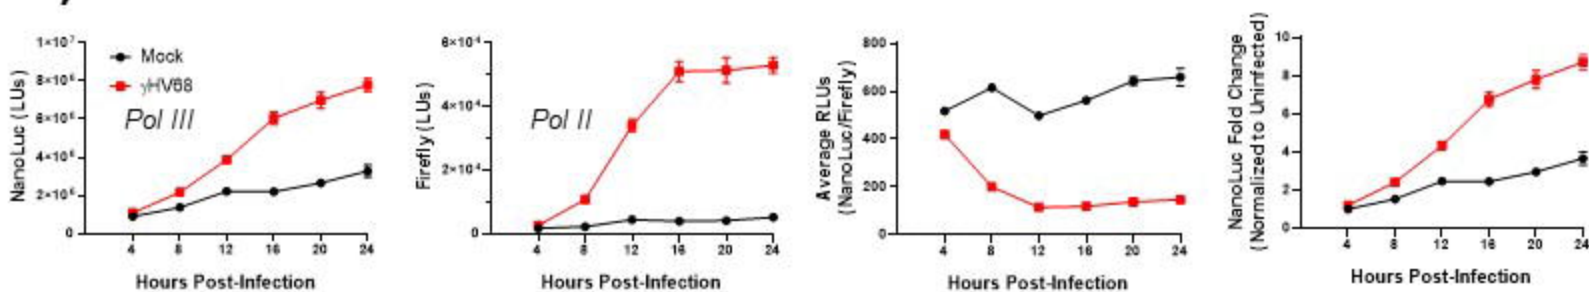 Mock
γHV68
Pol III
NanoLuc (LUs)
1×10⁷
8×10⁶
6×10⁶
4×10⁶
2×10⁶
0
4 8 12 16 20 24
Hours Post-Infection
Pol II
Firefly (LUs)
6×10⁴
4×10⁴
2×10⁴
0
4 8 12 16 20 24
Hours Post-Infection
Average RLUs
(NanoLuc/Firefly)
800
600
400
200
0
4 8 12 16 20 24
Hours Post-Infection
NanoLuc Fold Change
(Normalized to Uninfected)
10
8
6
4
2
0
4 8 12 16 20 24
Hours Post-Infection